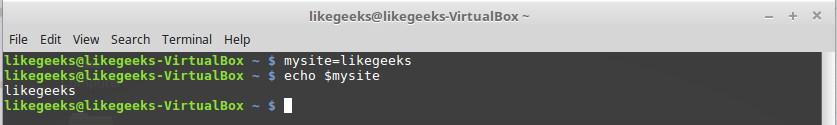 likegeeks@likegeeks-VirtualBox ~
File Edit View Search Terminal Help
likegeeks@likegeeks-VirtualBox ~ $ mysite=likegeeks
likegeeks@likegeeks-VirtualBox ~ $ echo $mysite
likegeeks
likegeeks@likegeeks-VirtualBox ~ $